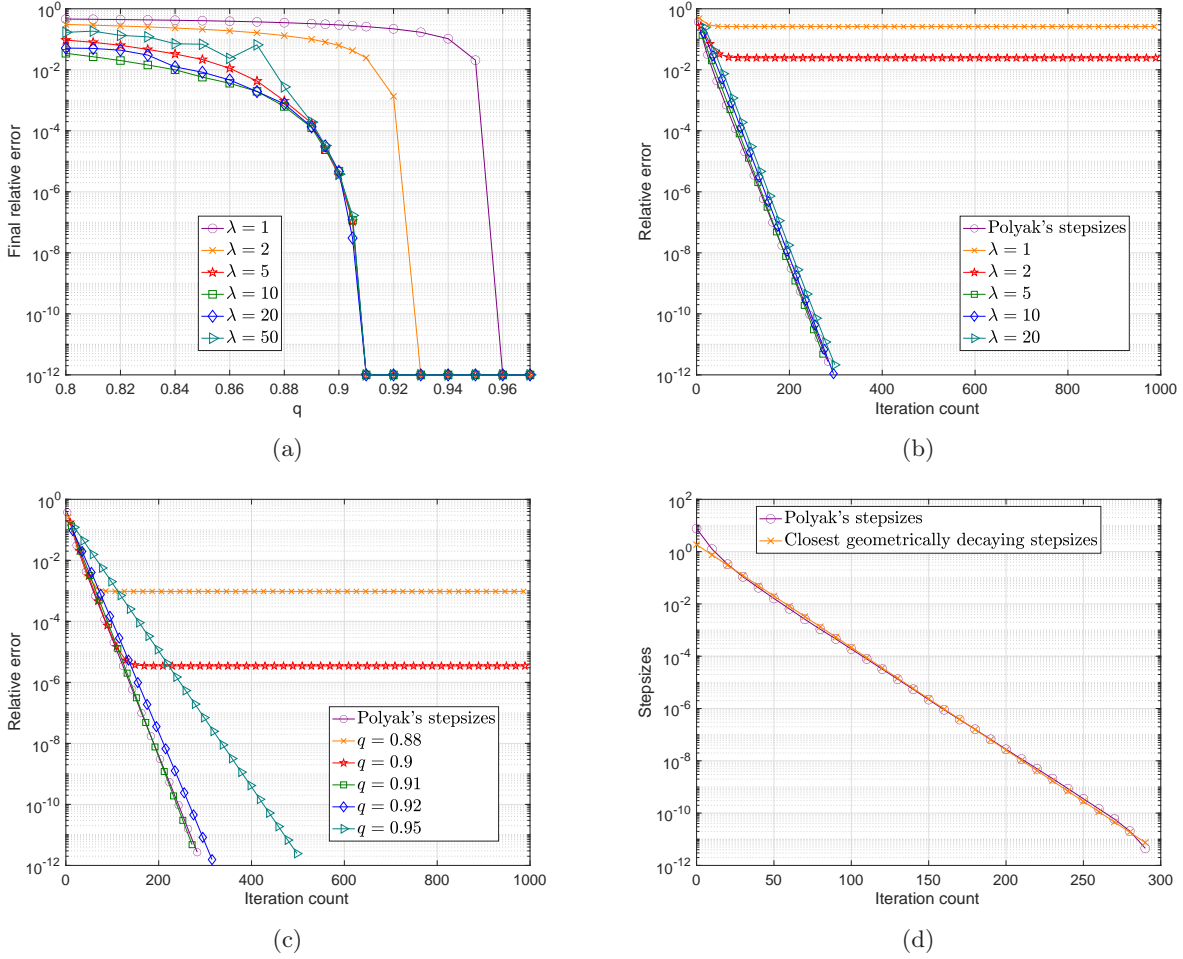 10^0
10^-2
10^-4
10^-6
10^-8
10^-10
10^-12
Final relative error
0.8 0.82 0.84 0.86 0.88 0.9 0.92 0.94 0.96
q
λ = 1
λ = 2
λ = 5
λ = 10
λ = 20
λ = 50
(a)
10^0
10^-2
10^-4
10^-6
10^-8
10^-10
10^-12
Relative error
0 200 400 600 800 1000
Iteration count
Polyak's stepsizes
λ = 1
λ = 2
λ = 5
λ = 10
λ = 20
(b)
10^0
10^-2
10^-4
10^-6
10^-8
10^-10
10^-12
Relative error
0 200 400 600 800 1000
Iteration count
Polyak's stepsizes
q = 0.88
q = 0.9
q = 0.91
q = 0.92
q = 0.95
(c)
10^2
10^0
10^-2
10^-4
10^-6
10^-8
10^-10
10^-12
Stepsizes
0 50 100 150 200 250 300
Iteration count
Polyak's stepsizes
Closest geometrically decaying stepsizes
(d)